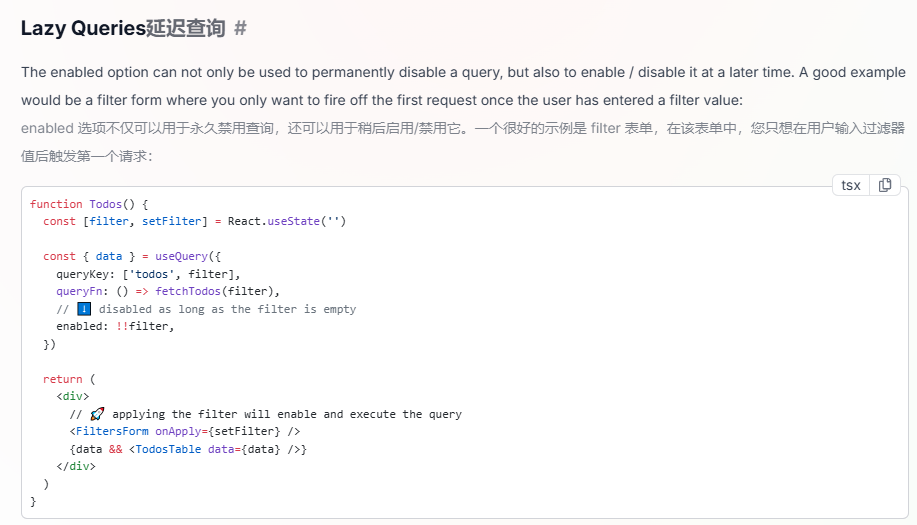 Lazy Queries延迟查询 #
The enabled option can not only be used to permanently disable a query, but also to enable / disable it at a later time. A good example
would be a filter form where you only want to fire off the first request once the user has entered a filter value:
enabled 选项不仅可以用于永久禁用查询，还可以用于稍后启用/禁用它。一个很好的示例是 filter 表单，在该表单中，您只想在用户输入过滤器
值后触发第一个请求：
tsx
function Todos() {
  const [filter, setFilter] = React.useState('')

  const { data } = useQuery({
    queryKey: ['todos', filter],
    queryFn: () => fetchTodos(filter),
    // ⬇️ disabled as long as the filter is empty
    enabled: !!filter,
  })

  return (
    <div>
      // 🚀 applying the filter will enable and execute the query
      <FiltersForm onApply={setFilter} />
      {data && <TodosTable data={data} />}
    </div>
  )
}